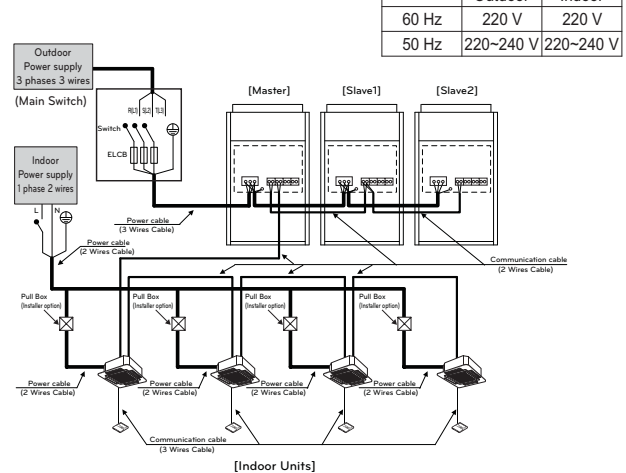 Outdoor Indoor
60 Hz 220 V 220 V
50 Hz 220~240 V 220~240 V
Outdoor
Power supply
3 phases 3 wires
(Main Switch)
R(L1) S(L2) T(L3)
Switch
ELCB
[Master] [Slave1] [Slave2]
Indoor
Power supply
1 phase 2 wires
L N
Power cable
(3 Wires Cable)
Power cable
(2 Wires Cable)
Communication cable
(2 Wires Cable)
Pull Box
(Installer option)
Pull Box
(Installer option)
Pull Box
(Installer option)
Pull Box
(Installer option)
Power cable
(2 Wires Cable)
Power cable
(2 Wires Cable)
Power cable
(2 Wires Cable)
Power cable
(2 Wires Cable)
Communication cable
(3 Wires Cable)
[Indoor Units]